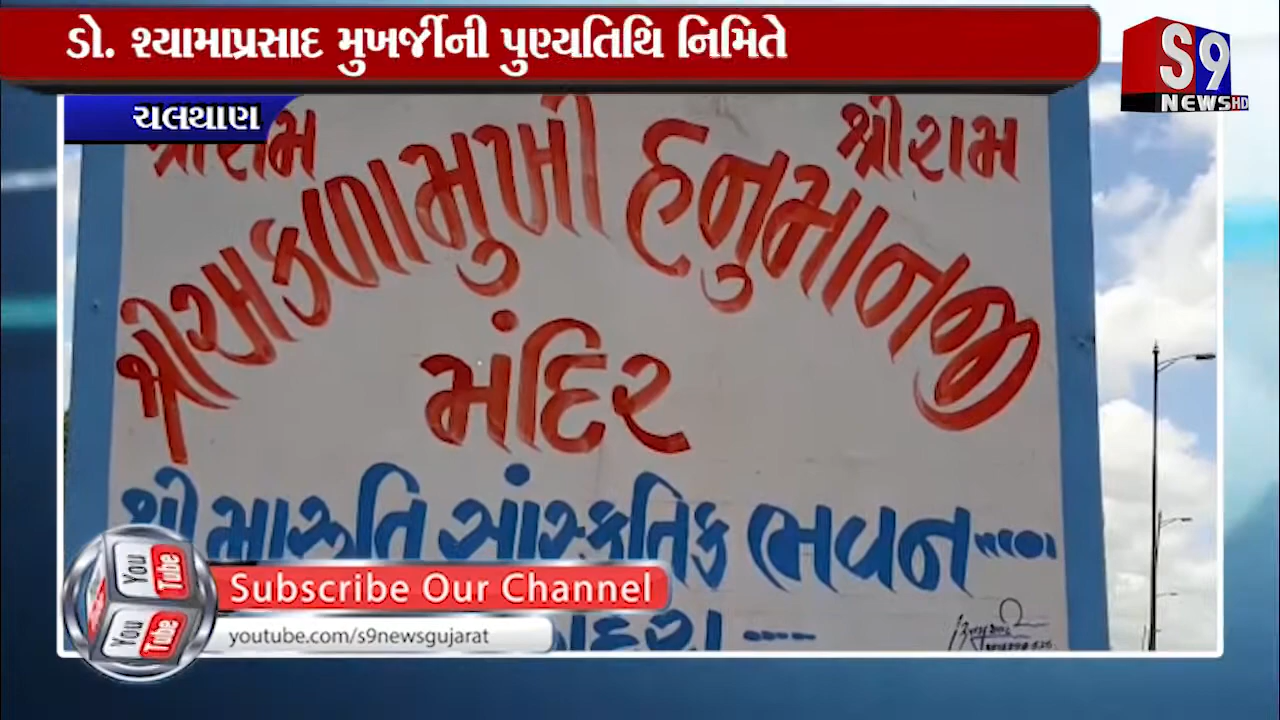 ડો. શ્યામાપ્રસાદ મુખર્જીની પુણ્યતિથિ નિમિતે
S9
NEWS HD
ચલથાણ
શ્રીરામ
શ્રીરામ
શ્રી ચાકળામુખી હનુમાનજી
મંદિર
શ્રી મારુતિ સાંસ્કૃતિક ભવન
You Tube
You Tube
Subscribe Our Channel
youtube.com/s9newsgujarat